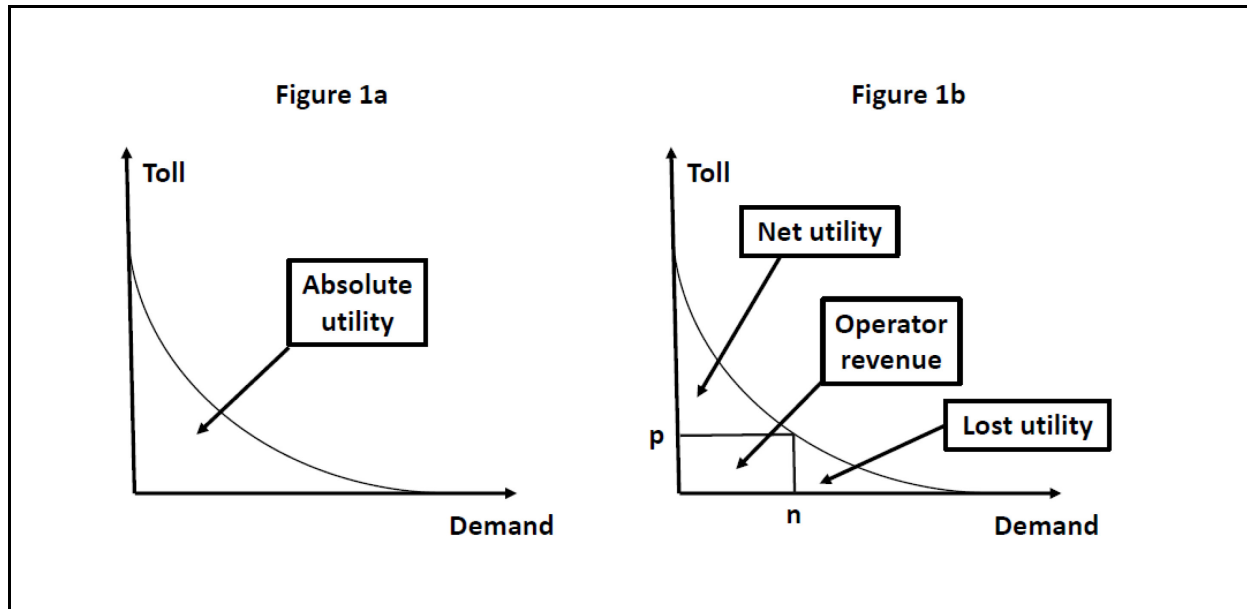 Figure 1a
Toll
Absolute
utility
Demand
Figure 1b
Toll
Net utility
Operator
revenue
Lost utility
p
n
Demand